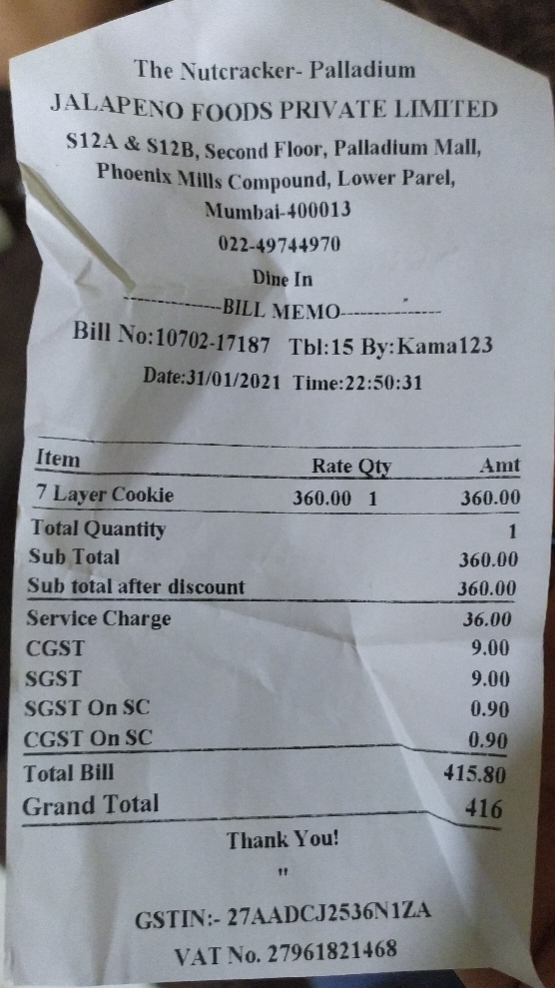 The Nutcracker- Palladium
JALAPENO FOODS PRIVATE LIMITED
S12A & S12B, Second Floor, Palladium Mall,
Phoenix Mills Compound, Lower Parel,
Mumbai-400013
022-49744970
Dine In
------------BILL MEMO------------
Bill No:10702-17187 Tbl:15 By:Kama123
Date:31/01/2021 Time:22:50:31
Item Rate Qty Amt
7 Layer Cookie 360.00 1 360.00
Total Quantity 1
Sub Total 360.00
Sub total after discount 360.00
Service Charge 36.00
CGST 9.00
SGST 9.00
SGST On SC 0.90
CGST On SC 0.90
Total Bill 415.80
Grand Total 416
Thank You!
"
GSTIN:- 27AADCJ2536N1ZA
VAT No. 27961821468